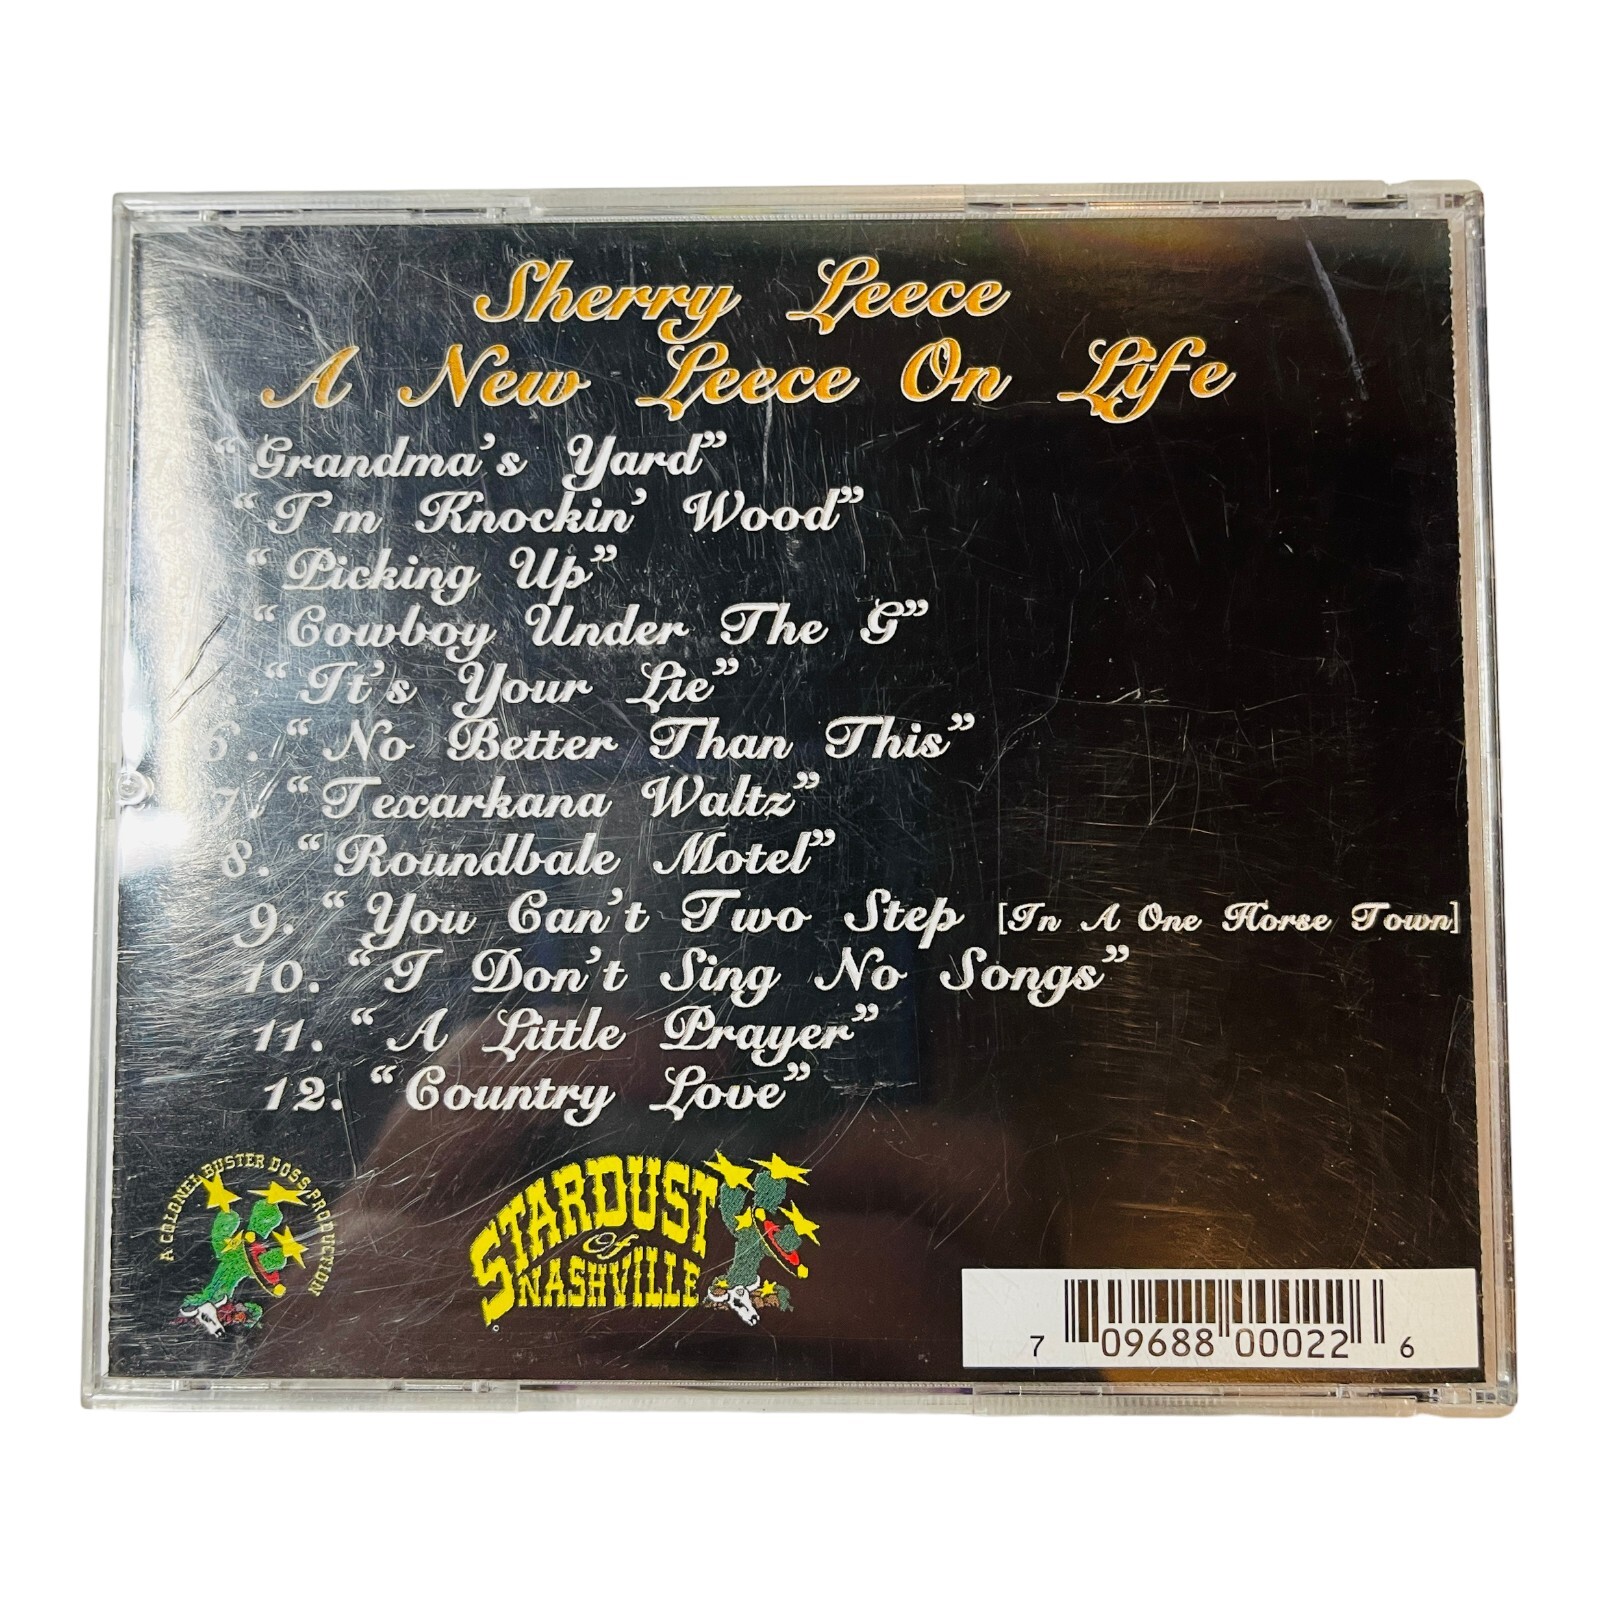 Sherry Leece
A New Leece On Life
"Grandma's Yard"
"I'm Knockin' Wood"
"Picking Up"
"Cowboy Under The G"
"It's Your Lie"
6. "No Better Than This"
7. "Texarkana Waltz"
8. "Roundbale Motel"
9. "You Can't Two Step [In A One Horse Town]
10. "I Don't Sing No Songs"
11. "A Little Prayer"
12. "Country Love"
A COLONEL BUSTER DOSS PRODUCTION
STARDUST
Of
NASHVILLE
©
7 09688 00022 6